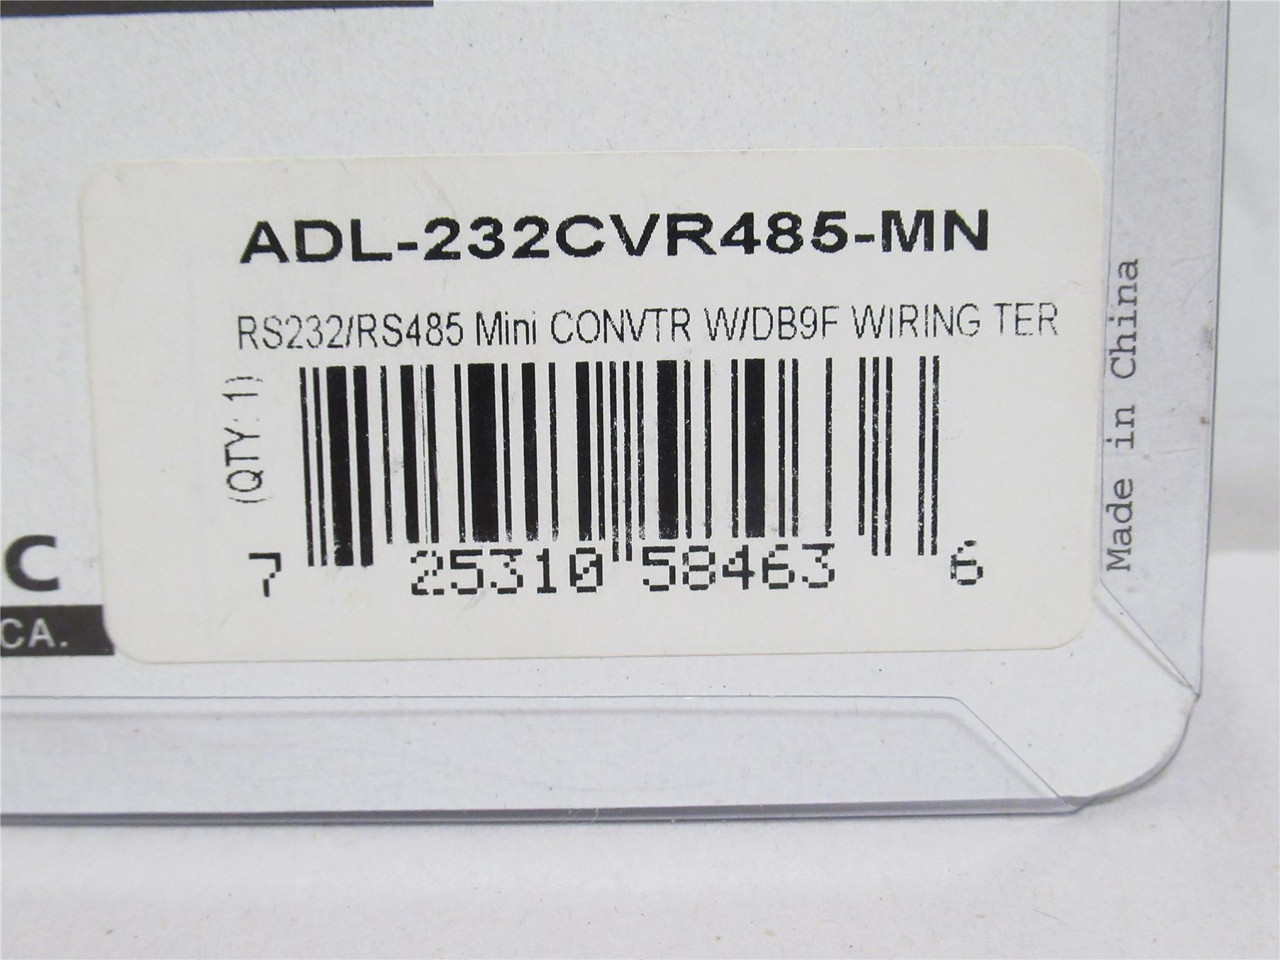 ADL-232CVR485-MN
RS232/RS485 Mini CONVTR W/DB9F WIRING TER
(QTY: 1)
7 25310 58463 6
Made in China
C
CA.